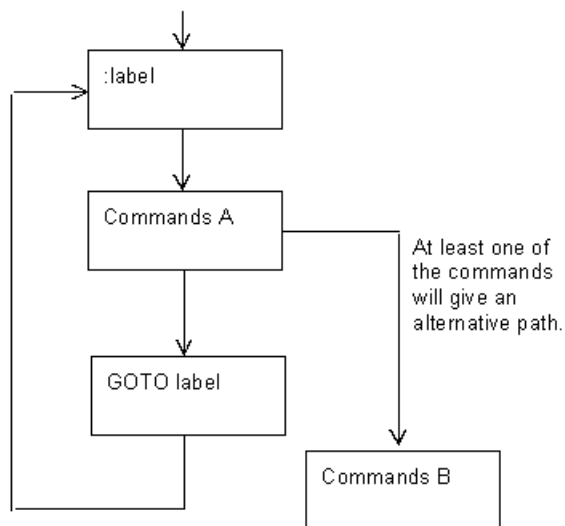 :label
Commands A
At least one of
the commands
will give an
alternative path.
GOTO label
Commands B